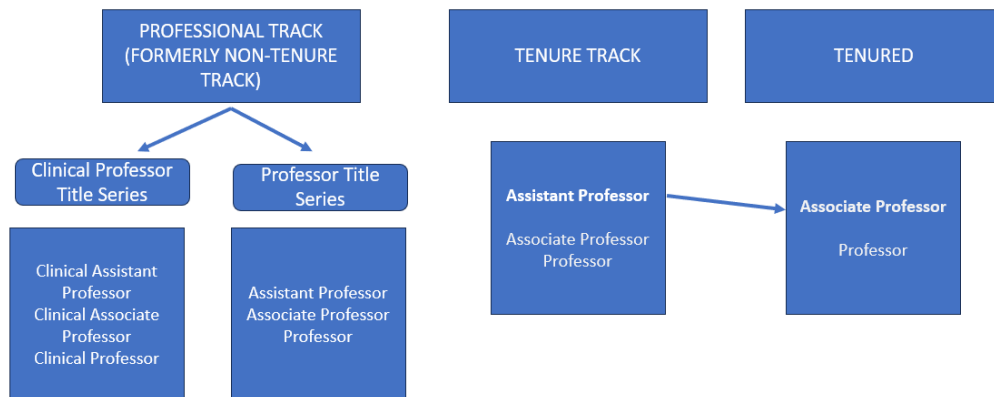 PROFESSIONAL TRACK
(FORMERLY NON-TENURE
TRACK)
TENURE TRACK
TENURED
Clinical Professor
Title Series
Professor Title
Series
Clinical Assistant
Professor
Clinical Associate
Professor
Clinical Professor
Assistant Professor
Associate Professor
Professor
Assistant Professor
Associate Professor
Professor
Associate Professor
Professor